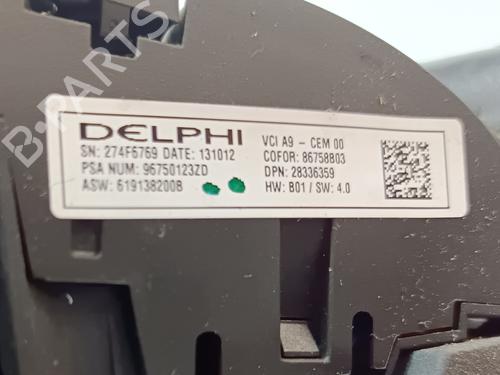 DELPHI
SN: 274F6769 DATE: 131012
PSA NUM: 96750123ZD
ASW: 6191382008
VCI A9 - CEM 00
COFOR: 86758B03
DPN: 28336359
HW: B01 / SW: 4.0
B-PARTS